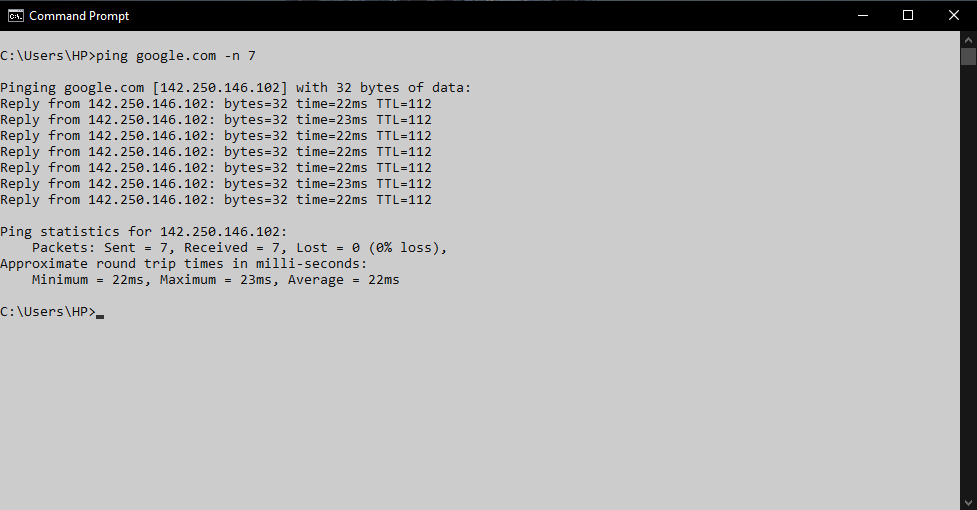 Command Prompt
C:\Users\HP>ping google.com -n 7
Pinging google.com [142.250.146.102] with 32 bytes of data:
Reply from 142.250.146.102: bytes=32 time=22ms TTL=112
Reply from 142.250.146.102: bytes=32 time=23ms TTL=112
Reply from 142.250.146.102: bytes=32 time=22ms TTL=112
Reply from 142.250.146.102: bytes=32 time=22ms TTL=112
Reply from 142.250.146.102: bytes=32 time=22ms TTL=112
Reply from 142.250.146.102: bytes=32 time=23ms TTL=112
Reply from 142.250.146.102: bytes=32 time=22ms TTL=112
Ping statistics for 142.250.146.102:
    Packets: Sent = 7, Received = 7, Lost = 0 (0% loss),
Approximate round trip times in milli-seconds:
    Minimum = 22ms, Maximum = 23ms, Average = 22ms
C:\Users\HP>